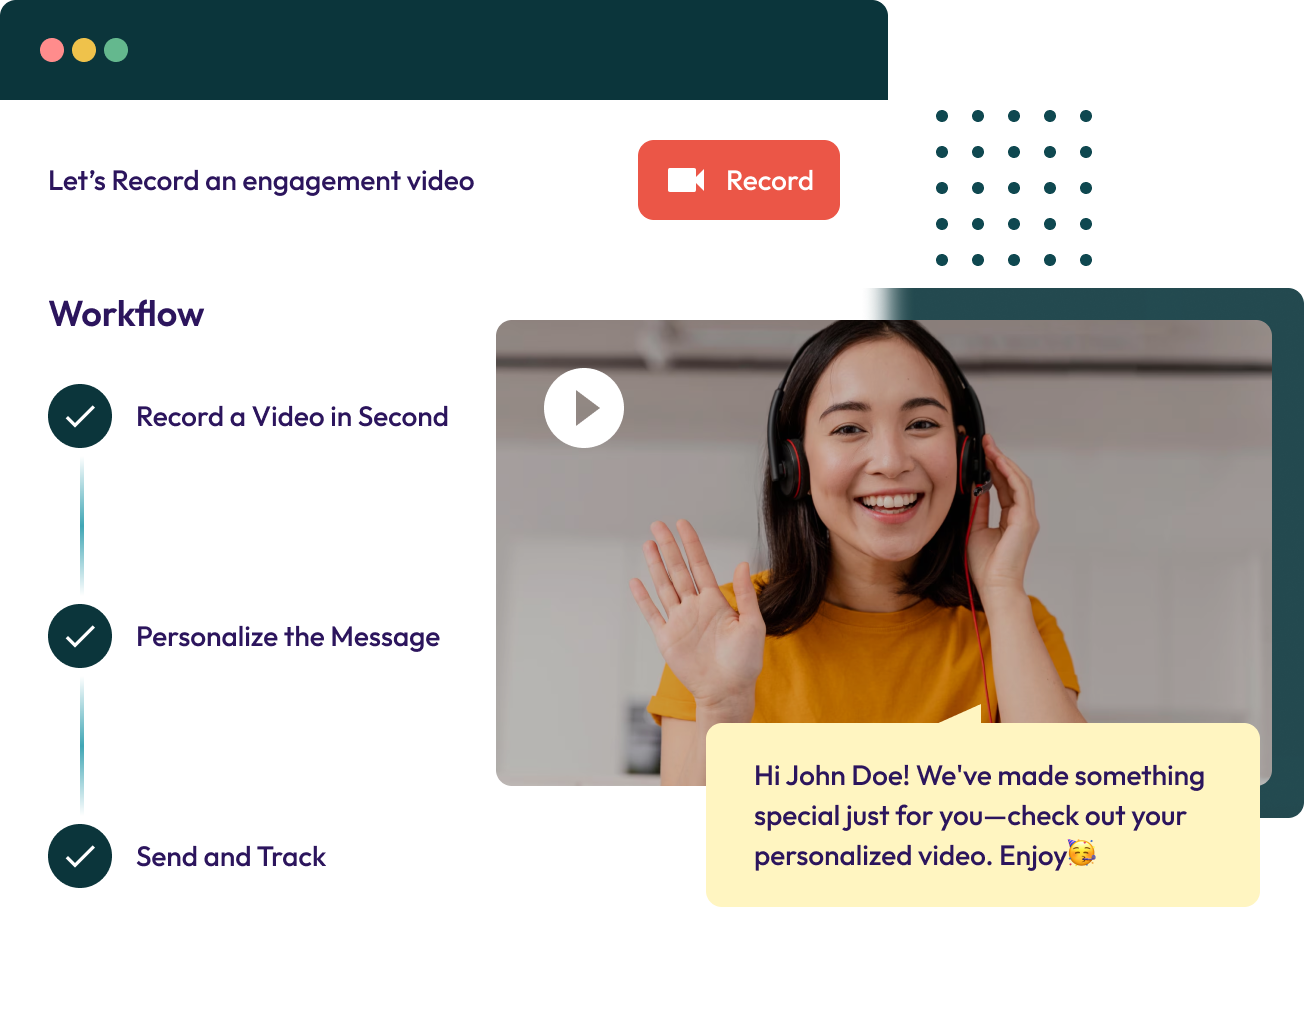 Let’s Record an engagement video
Record
Workflow
Record a Video in Second
Personalize the Message
Send and Track
Hi John Doe! We've made something
special just for you—check out your
personalized video. Enjoy🥳